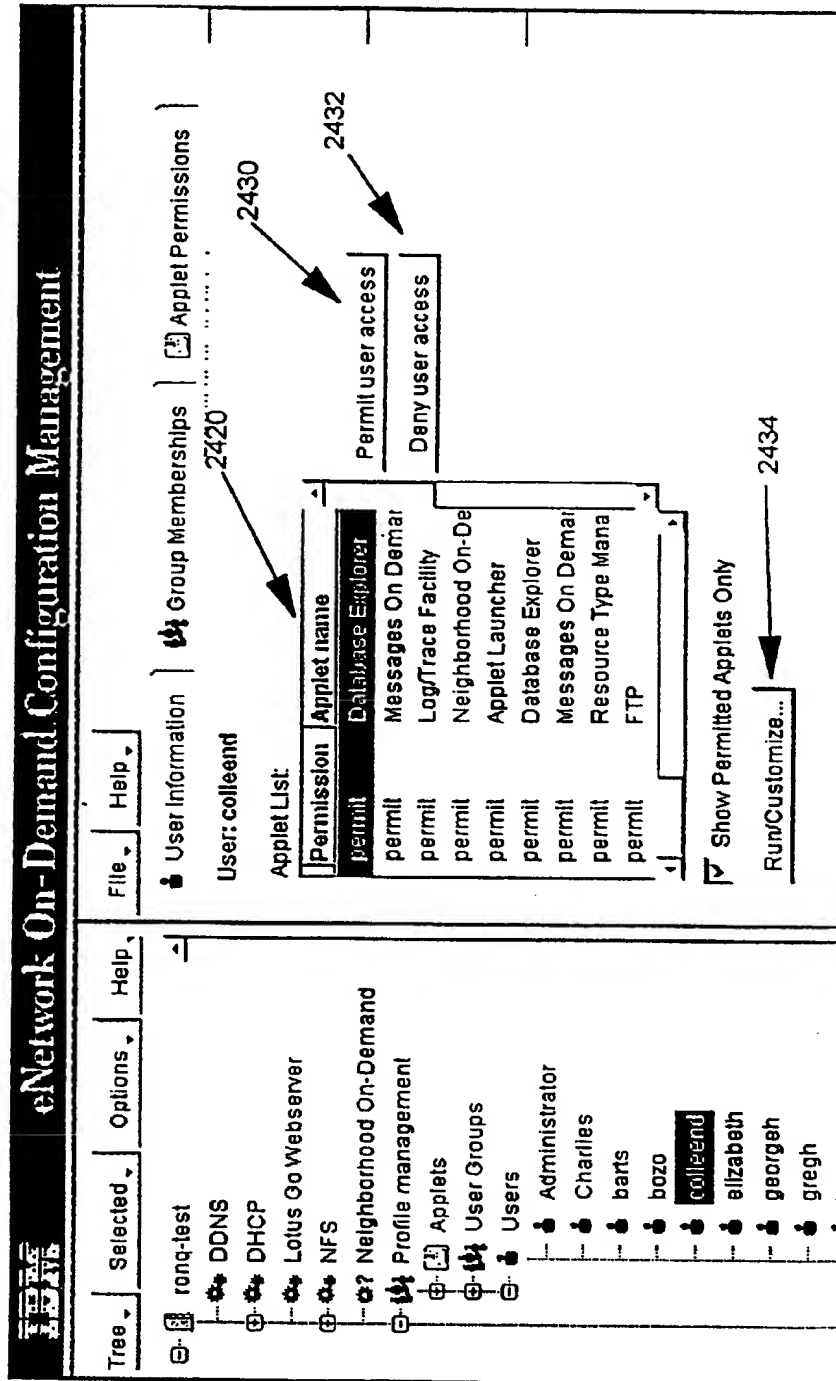 eNetwork On-Demand Configuration Management
Tree Selected Options Help
ronq-test
DDNS
DHCP
Lotus Go Webserver
NFS
Neighborhood On-Demand
Profile management
Applets
User Groups
Users
Administrator
Charlies
barts
bozo
colleend
elizabeth
georgeh
gregh
File Help
User Information Group Memberships Applet Permissions
User: colleend
2420
2430
2432
Applet List:
Permission Applet name
permit Database Explorer
permit Messages On Demar
permit Log/Trace Facility
permit Neighborhood On-De
permit Applet Launcher
permit Database Explorer
permit Messages On Demar
permit Resource Type Mana
permit FTP
Permit user access
Deny user access
Show Permitted Applets Only
Run/Customize...
2434